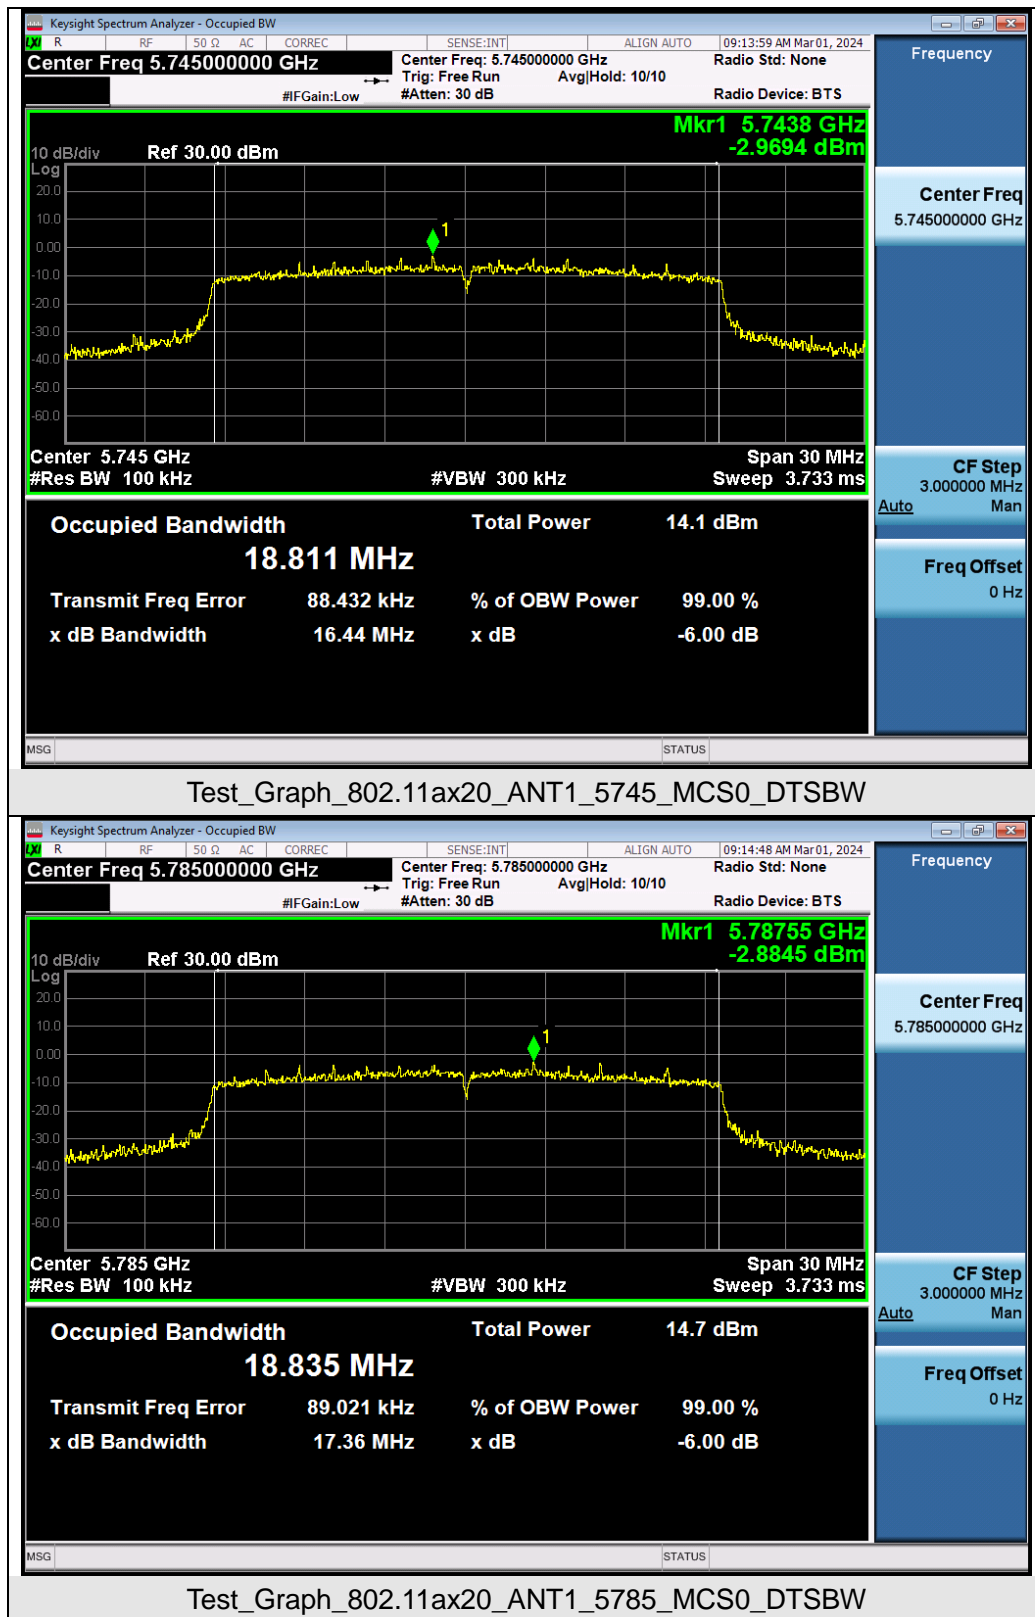 Keysight Spectrum Analyzer - Occupied BW
LXI R RF 50 Ω AC CORREC SENSE:INT ALIGN AUTO 09:13:59 AM Mar 01, 2024
Center Freq 5.745000000 GHz
Center Freq: 5.745000000 GHz Radio Std: None
Trig: Free Run Avg|Hold: 10/10
#IFGain:Low #Atten: 30 dB Radio Device: BTS
Mkr1 5.7438 GHz
-2.9694 dBm
10 dB/div Ref 30.00 dBm
Log
20.0
10.0
0.00
-10.0
-20.0
-30.0
-40.0
-50.0
-60.0
1
Center 5.745 GHz Span 30 MHz
#Res BW 100 kHz #VBW 300 kHz Sweep 3.733 ms
Occupied Bandwidth Total Power 14.1 dBm
18.811 MHz
Transmit Freq Error 88.432 kHz % of OBW Power 99.00 %
x dB Bandwidth 16.44 MHz x dB -6.00 dB
MSG STATUS
Frequency
Center Freq
5.745000000 GHz
CF Step
3.000000 MHz
Auto Man
Freq Offset
0 Hz
Test_Graph_802.11ax20_ANT1_5745_MCS0_DTSBW
Keysight Spectrum Analyzer - Occupied BW
LXI R RF 50 Ω AC CORREC SENSE:INT ALIGN AUTO 09:14:48 AM Mar 01, 2024
Center Freq 5.785000000 GHz
Center Freq: 5.785000000 GHz Radio Std: None
Trig: Free Run Avg|Hold: 10/10
#IFGain:Low #Atten: 30 dB Radio Device: BTS
Mkr1 5.78755 GHz
-2.8845 dBm
10 dB/div Ref 30.00 dBm
Log
20.0
10.0
0.00
-10.0
-20.0
-30.0
-40.0
-50.0
-60.0
1
Center 5.785 GHz Span 30 MHz
#Res BW 100 kHz #VBW 300 kHz Sweep 3.733 ms
Occupied Bandwidth Total Power 14.7 dBm
18.835 MHz
Transmit Freq Error 89.021 kHz % of OBW Power 99.00 %
x dB Bandwidth 17.36 MHz x dB -6.00 dB
MSG STATUS
Frequency
Center Freq
5.785000000 GHz
CF Step
3.000000 MHz
Auto Man
Freq Offset
0 Hz
Test_Graph_802.11ax20_ANT1_5785_MCS0_DTSBW